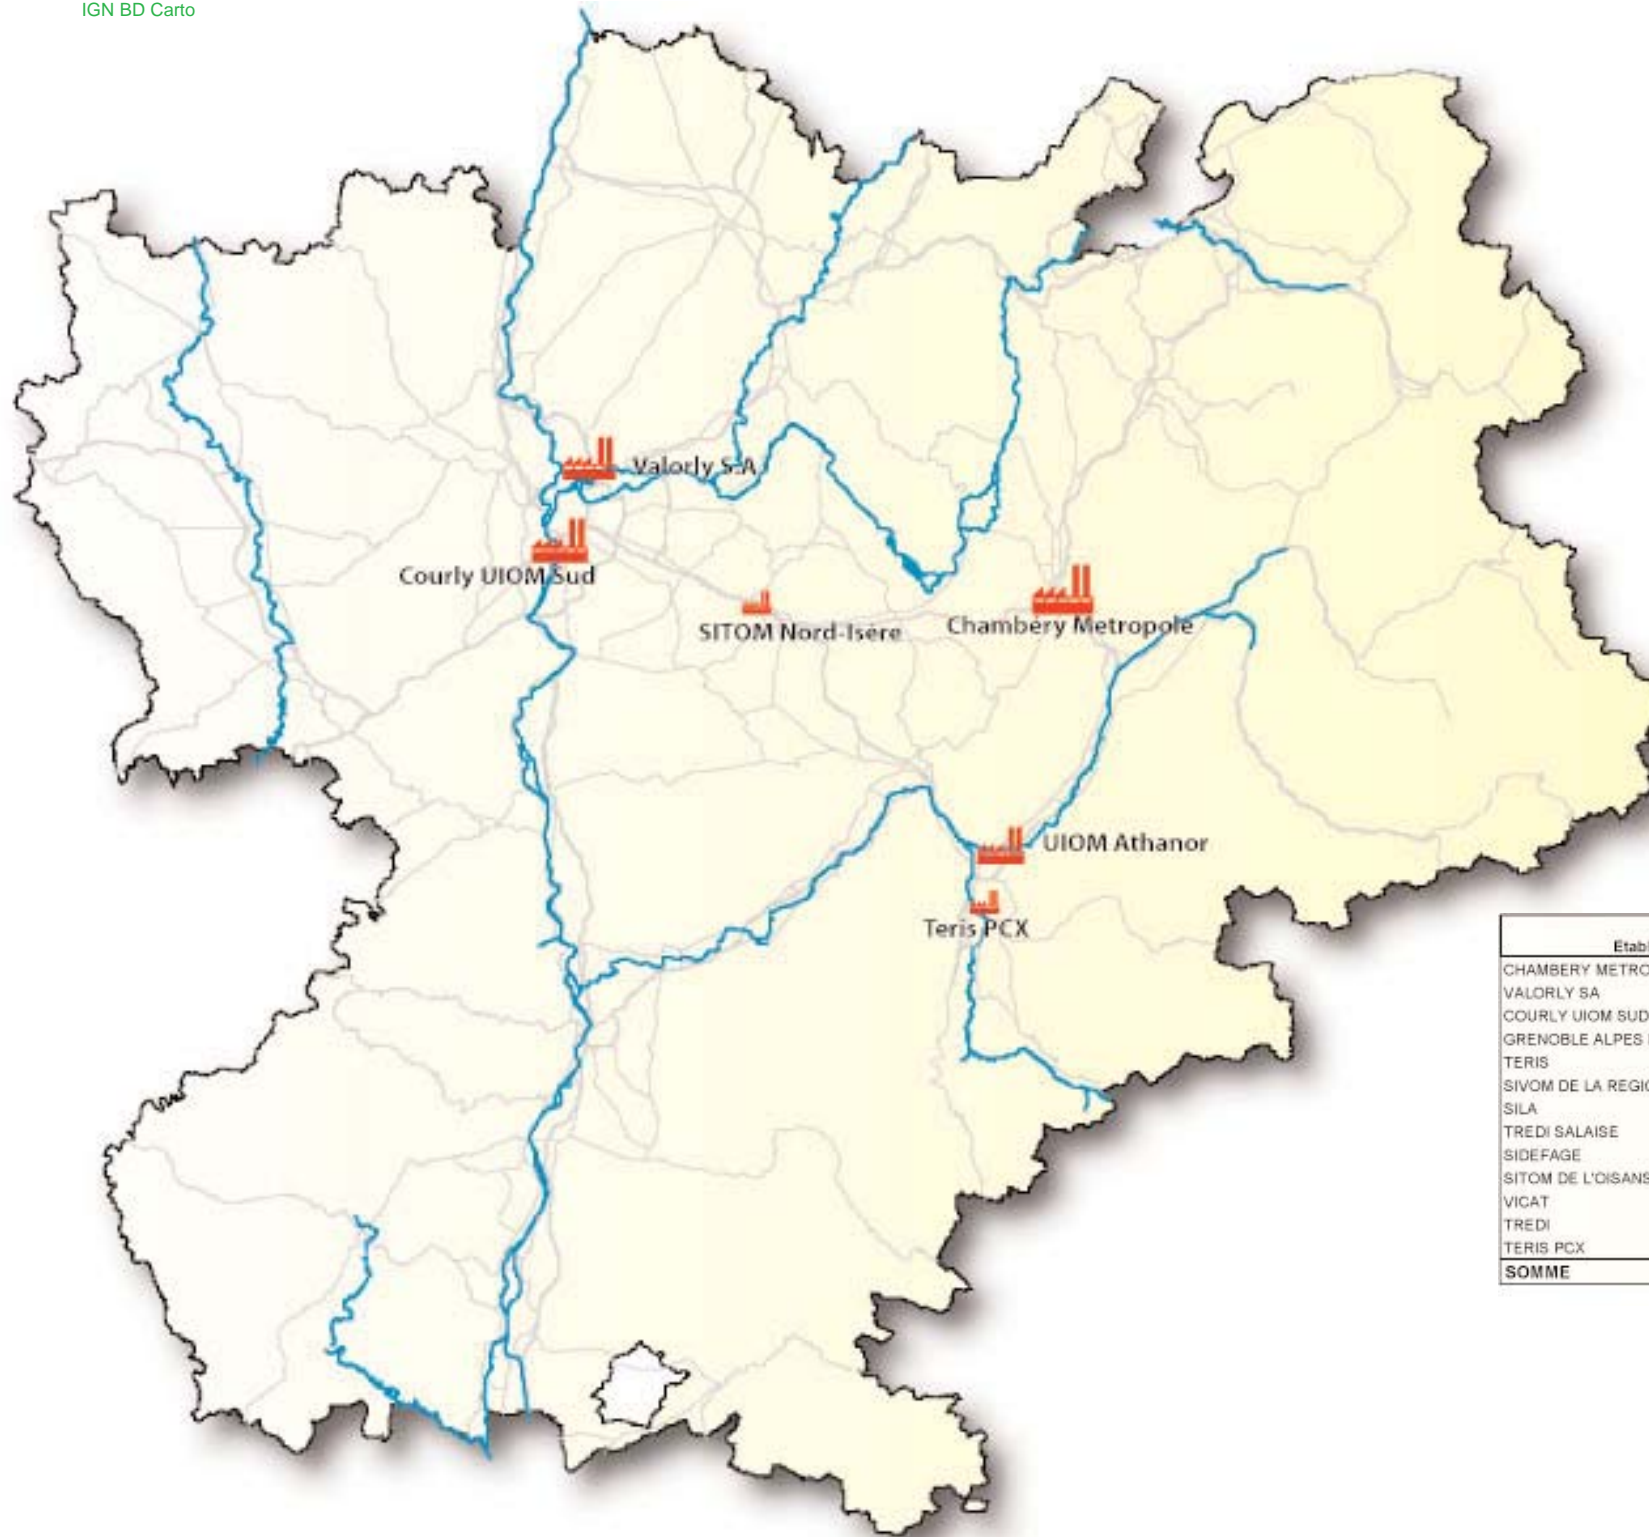 IGN BD Carto
Valorly S.A
Courly UIOM Sud
SITOM Nord-Isère
Chambéry Metropole
UIOM Athanor
Teris PCX
Etabl
CHAMBERY METRO
VALORLY SA
COURLY UIOM SUD
GRENOBLE ALPES
TERIS
SIVOM DE LA REGIO
SILA
TREDI SALAISE
SIDEFAGE
SITOM DE L'OISANS
VICAT
TREDI
TERIS PCX
SOMME